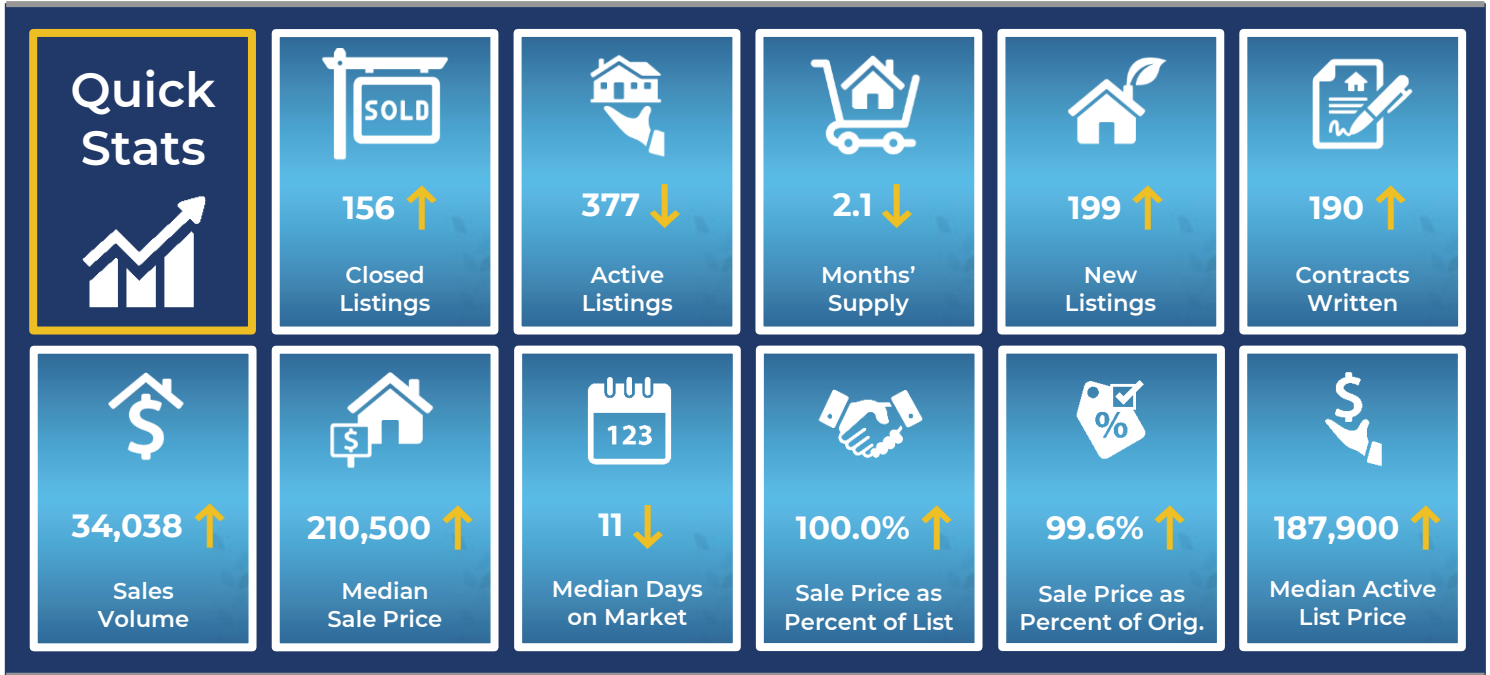 Quick
Stats
SOLD
156
Closed
Listings
377
Active
Listings
2.1
Months’
Supply
199
New
Listings
190
Contracts
Written
$
34,038
Sales
Volume
$
210,500
Median
Sale Price
123
11
Median Days
on Market
100.0%
Sale Price as
Percent of List
%
99.6%
Sale Price as
Percent of Orig.
$
187,900
Median Active
List Price